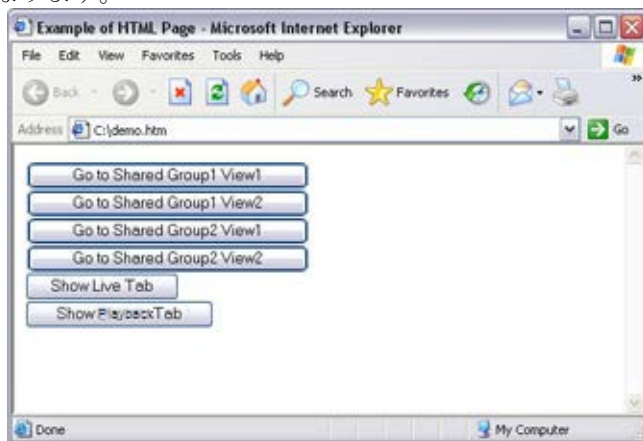 Example of HTML Page - Microsoft Internet Explorer
File Edit View Favorites Tools Help
Back Search Favorites »
Address C:\demo.htm Go
Go to Shared Group1 View1
Go to Shared Group1 View2
Go to Shared Group2 View1
Go to Shared Group2 View2
Show Live Tab
Show Playback Tab
Done My Computer